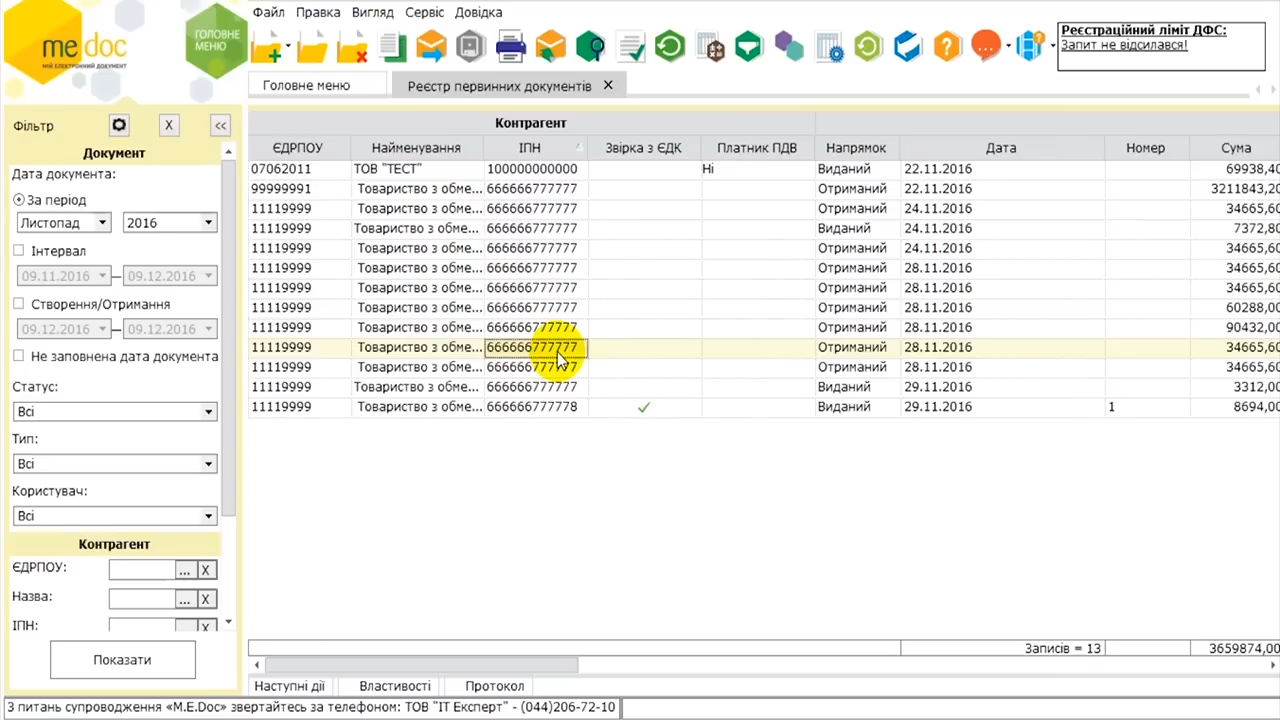 me doc
МІЙ ЕЛЕКТРОННИЙ ДОКУМЕНТ
ГОЛОВНЕ МЕНЮ
Файл Правка Вигляд Сервіс Довідка
Реєстраційний ліміт ДФС:
Запит не відсилався!
Головне меню Реєстр первинних документів
Фільтр X <<
Документ
Дата документа:
За період
Листопад 2016
Інтервал
09.11.2016 — 09.12.2016
Створення/Отримання
09.12.2016 — 09.12.2016
Не заповнена дата документа
Статус:
Всі
Тип:
Всі
Користувач:
Всі
Контрагент
ЄДРПОУ: ... X
Назва: ... X
ІПН: X
Показати
Контрагент
ЄДРПОУ Найменування ІПН Звірка з ЄДК Платник ПДВ Напрямок Дата Номер Сума
07062011 ТОВ "ТЕСТ" 100000000000 Ні Виданий 22.11.2016 69938,40
99999991 Товариство з обме... 666666777777 Отриманий 22.11.2016 3211843,20
11119999 Товариство з обме... 666666777777 Отриманий 24.11.2016 34665,60
11119999 Товариство з обме... 666666777777 Виданий 24.11.2016 7372,80
11119999 Товариство з обме... 666666777777 Отриманий 24.11.2016 34665,60
11119999 Товариство з обме... 666666777777 Отриманий 28.11.2016 34665,60
11119999 Товариство з обме... 666666777777 Отриманий 28.11.2016 34665,60
11119999 Товариство з обме... 666666777777 Отриманий 28.11.2016 60288,00
11119999 Товариство з обме... 666666777777 Отриманий 28.11.2016 90432,00
11119999 Товариство з обме... 666666777777 Отриманий 28.11.2016 34665,60
11119999 Товариство з обме... 666666777777 Отриманий 28.11.2016 34665,60
11119999 Товариство з обме... 666666777777 Виданий 29.11.2016 3312,00
11119999 Товариство з обме... 666666777778 Виданий 29.11.2016 1 8694,00
Записів = 13 3659874,00
Наступні дії Властивості Протокол
З питань супроводження «M.E.Doc» звертайтесь за телефоном: ТОВ "ІТ Експерт" - (044)206-72-10